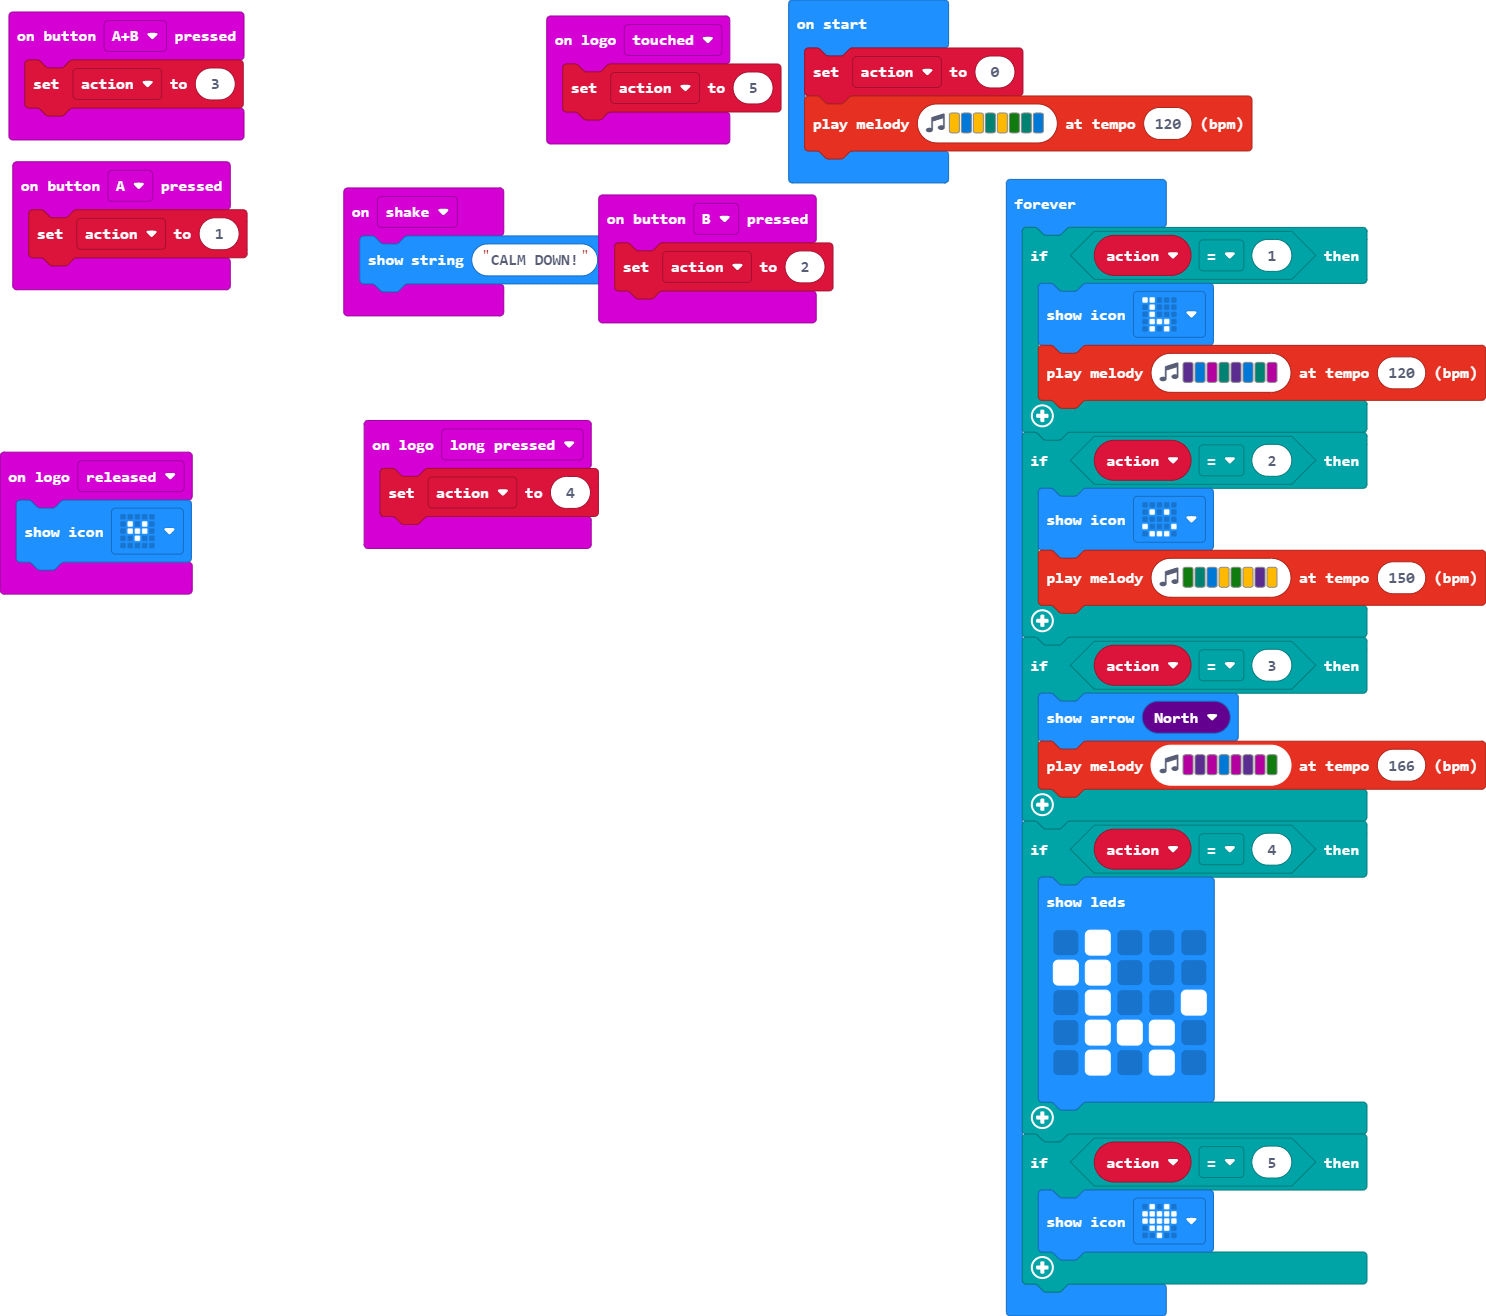 on button A+B pressed
set action to 3
on button A pressed
set action to 1
on logo released
show icon
on shake
show string "CALM DOWN!"
on logo long pressed
set action to 4
on logo touched
set action to 5
on button B pressed
set action to 2
on start
set action to 0
play melody at tempo 120 (bpm)
forever
if action = 1 then
show icon
play melody at tempo 120 (bpm)
if action = 2 then
show icon
play melody at tempo 150 (bpm)
if action = 3 then
show arrow North
play melody at tempo 166 (bpm)
if action = 4 then
show leds
if action = 5 then
show icon